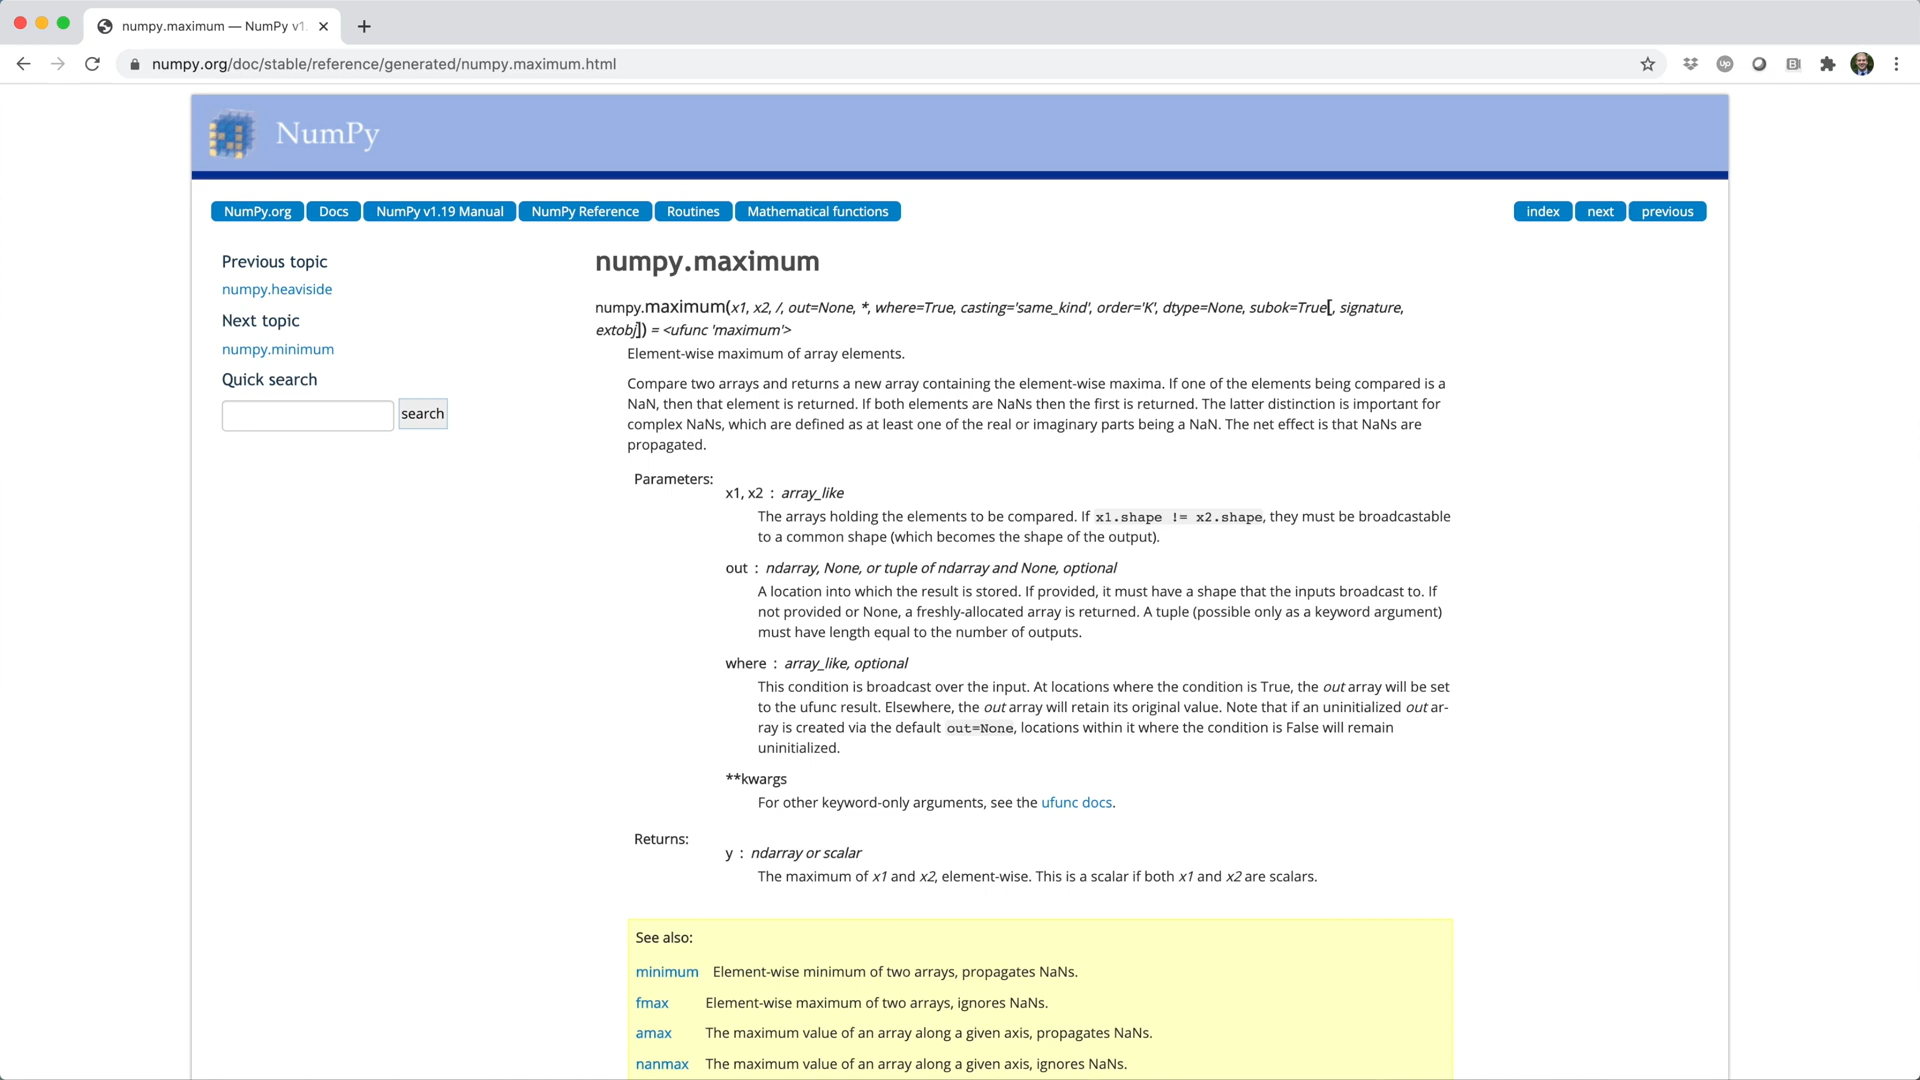 numpy.maximum — NumPy v1.
numpy.org/doc/stable/reference/generated/numpy.maximum.html
NumPy
NumPy.org Docs NumPy v1.19 Manual NumPy Reference Routines Mathematical functions index next previous
Previous topic
numpy.heaviside
Next topic
numpy.minimum
Quick search
search
numpy.maximum
numpy.maximum(x1, x2, /, out=None, *, where=True, casting='same_kind', order='K', dtype=None, subok=True[, signature,
extobj]) = <ufunc 'maximum'>
Element-wise maximum of array elements.
Compare two arrays and returns a new array containing the element-wise maxima. If one of the elements being compared is a
NaN, then that element is returned. If both elements are NaNs then the first is returned. The latter distinction is important for
complex NaNs, which are defined as at least one of the real or imaginary parts being a NaN. The net effect is that NaNs are
propagated.
Parameters:
x1, x2 : array_like
The arrays holding the elements to be compared. If x1.shape != x2.shape, they must be broadcastable
to a common shape (which becomes the shape of the output).
out : ndarray, None, or tuple of ndarray and None, optional
A location into which the result is stored. If provided, it must have a shape that the inputs broadcast to. If
not provided or None, a freshly-allocated array is returned. A tuple (possible only as a keyword argument)
must have length equal to the number of outputs.
where : array_like, optional
This condition is broadcast over the input. At locations where the condition is True, the out array will be set
to the ufunc result. Elsewhere, the out array will retain its original value. Note that if an uninitialized out ar-
ray is created via the default out=None, locations within it where the condition is False will remain
uninitialized.
**kwargs
For other keyword-only arguments, see the ufunc docs.
Returns:
y : ndarray or scalar
The maximum of x1 and x2, element-wise. This is a scalar if both x1 and x2 are scalars.
See also:
minimum Element-wise minimum of two arrays, propagates NaNs.
fmax Element-wise maximum of two arrays, ignores NaNs.
amax The maximum value of an array along a given axis, propagates NaNs.
nanmax The maximum value of an array along a given axis, ignores NaNs.